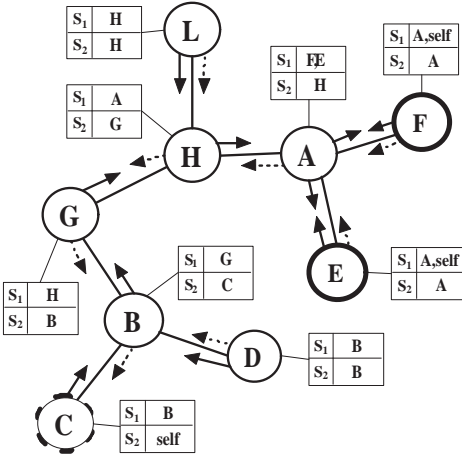 S1 H
S2 H
L
S1 F,E
S2 H
S1 A,self
S2 A
F
S1 A
S2 G
H
A
G
S1 G
S2 C
E
S1 A,self
S2 A
S1 H
S2 B
B
D
S1 B
S2 B
C
S1 B
S2 self